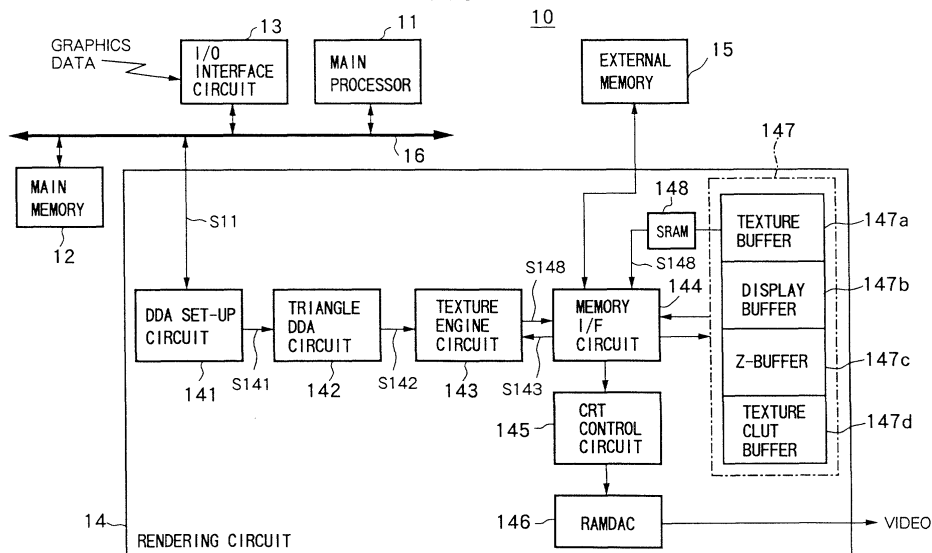 10
13
11
GRAPHICS
DATA
I/O
INTERFACE
CIRCUIT
MAIN
PROCESSOR
EXTERNAL
MEMORY
15
16
MAIN
MEMORY
12
S11
147
148
SRAM
S148
TEXTURE
BUFFER
147a
DISPLAY
BUFFER
147b
Z-BUFFER
147c
TEXTURE
CLUT
BUFFER
147d
DDA SET-UP
CIRCUIT
141
S141
TRIANGLE
DDA
CIRCUIT
142
S142
TEXTURE
ENGINE
CIRCUIT
143
S148
S143
MEMORY
I/F
CIRCUIT
144
145
CRT
CONTROL
CIRCUIT
146
RAMDAC
VIDEO
14
RENDERING CIRCUIT